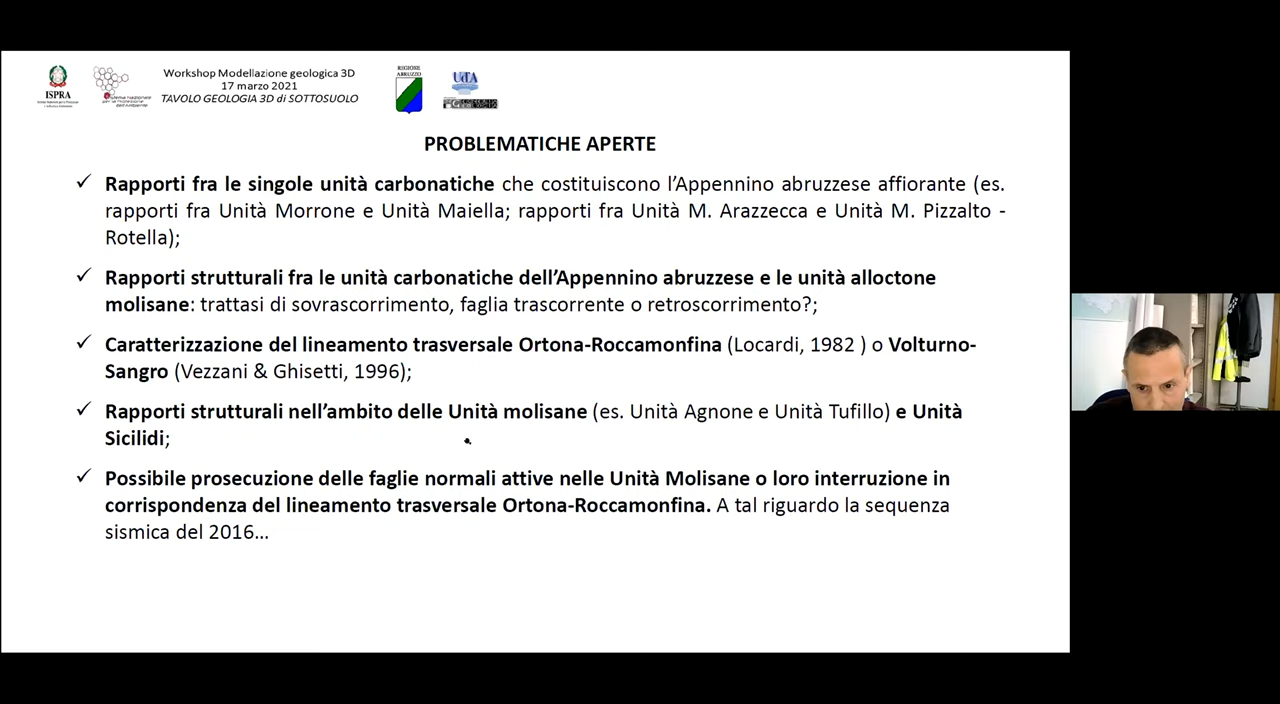 Workshop Modellazione geologica 3D
17 marzo 2021
TAVOLO GEOLOGIA 3D di SOTTOSUOLO
ISPRA
REGIONE
ABRUZZO
UdA
PROBLEMATICHE APERTE
✓ Rapporti fra le singole unità carbonatiche che costituiscono l’Appennino abruzzese affiorante (es.
rapporti fra Unità Morrone e Unità Maiella; rapporti fra Unità M. Arazzecca e Unità M. Pizzalto -
Rotella);
✓ Rapporti strutturali fra le unità carbonatiche dell’Appennino abruzzese e le unità alloctone
molisane: trattasi di sovrascorrimento, faglia trascorrente o retroscorrimento?;
✓ Caratterizzazione del lineamento trasversale Ortona-Roccamonfina (Locardi, 1982 ) o Volturno-
Sangro (Vezzani & Ghisetti, 1996);
✓ Rapporti strutturali nell’ambito delle Unità molisane (es. Unità Agnone e Unità Tufillo) e Unità
Sicilidi;
✓ Possibile prosecuzione delle faglie normali attive nelle Unità Molisane o loro interruzione in
corrispondenza del lineamento trasversale Ortona-Roccamonfina. A tal riguardo la sequenza
sismica del 2016…